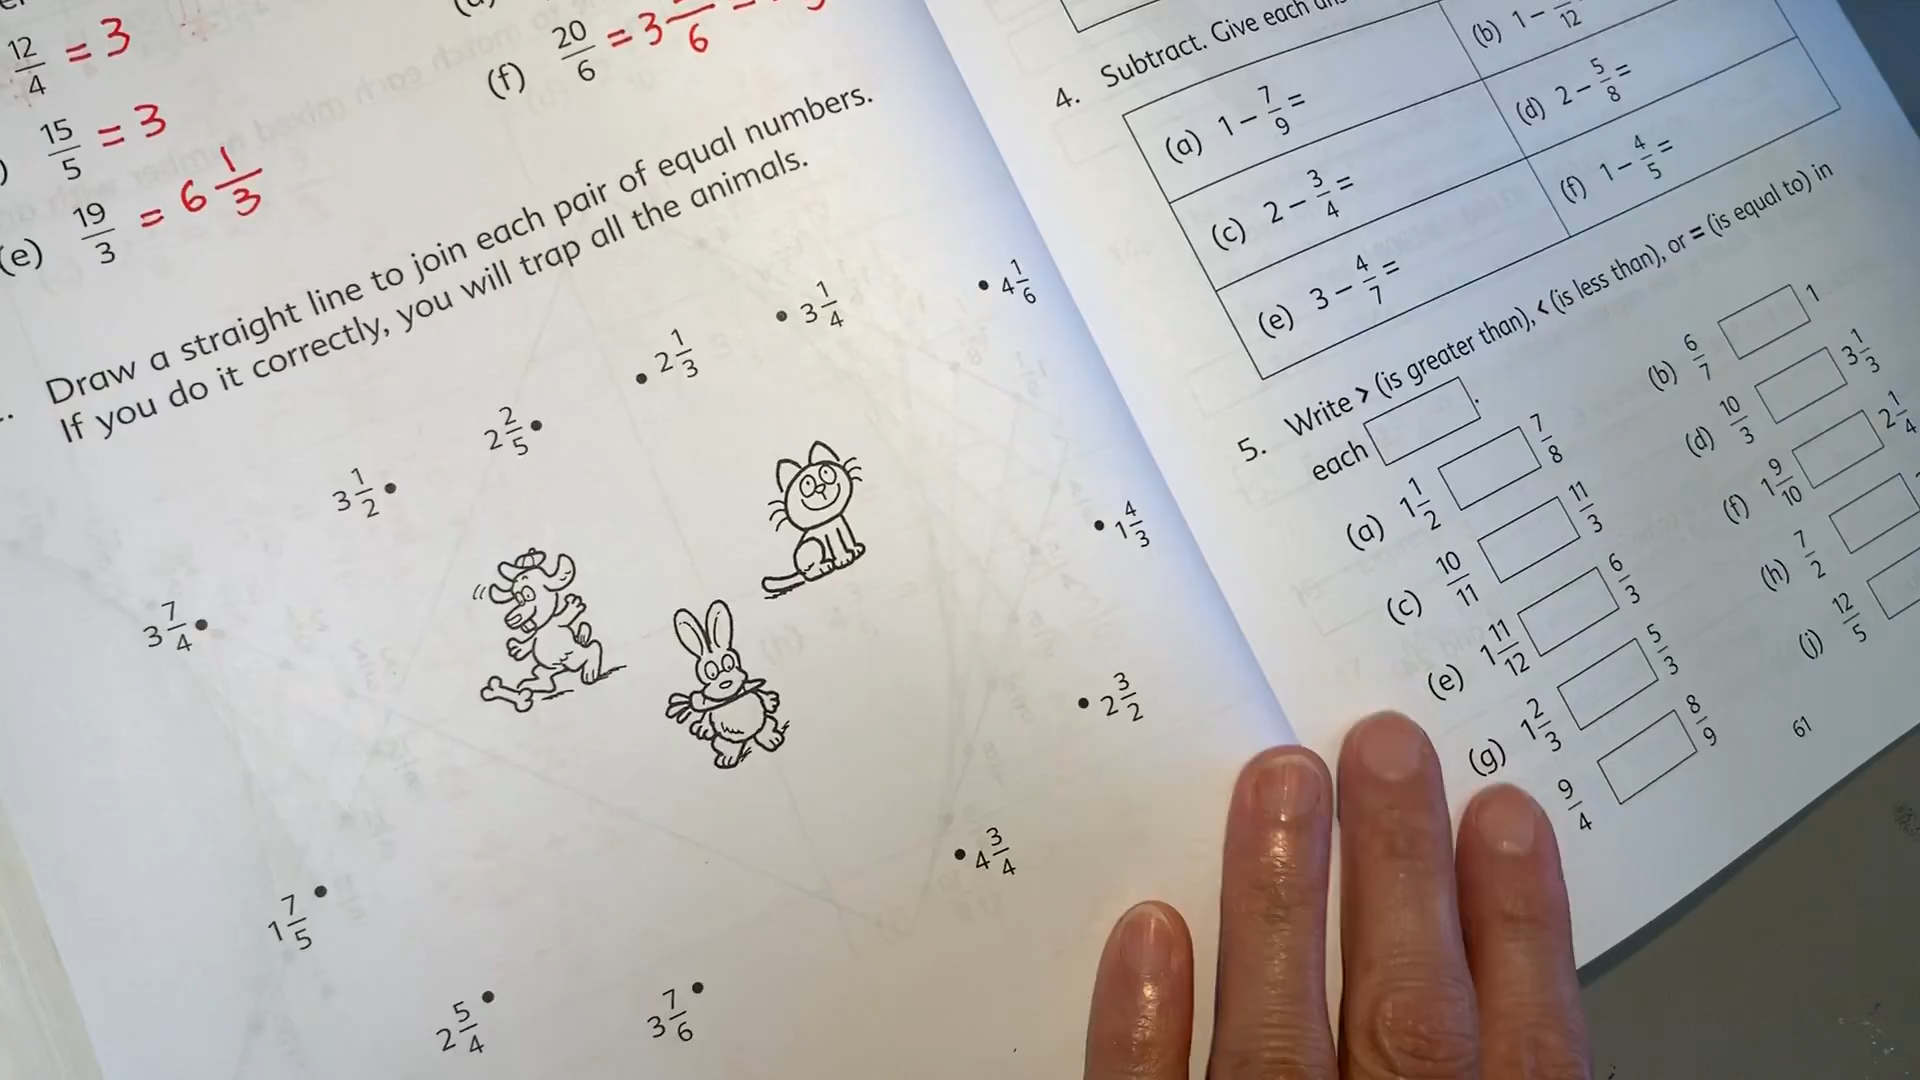 12/4 = 3
15/5 = 3
(e) 19/3 = 6 1/3
(f) 20/6 = 3 /6 =
Draw a straight line to join each pair of equal numbers.
If you do it correctly, you will trap all the animals.
4 1/6
3 1/4
2 1/3
2 2/5
3 1/2
3 7/4
1 4/3
2 3/2
4 3/4
1 7/5
2 5/4
3 7/6
4. Subtract. Give each
(a) 1 − 7/9 =
(b) 1 − /12
(c) 2 − 3/4 =
(d) 2 − 5/8 =
(e) 3 − 4/7 =
(f) 1 − 4/5 =
5. Write > (is greater than), < (is less than), or = (is equal to) in
each .
(a) 1 1/2 7/8
(b) 6/7 1
(c) 10/11 11/3
(d) 10/3 3 1/3
(e) 1 11/12 6/3
(f) 1 9/10 2 1/4
(g) 1 2/3 5/3
(h) 7/2
9/4 8/9
12/5
61